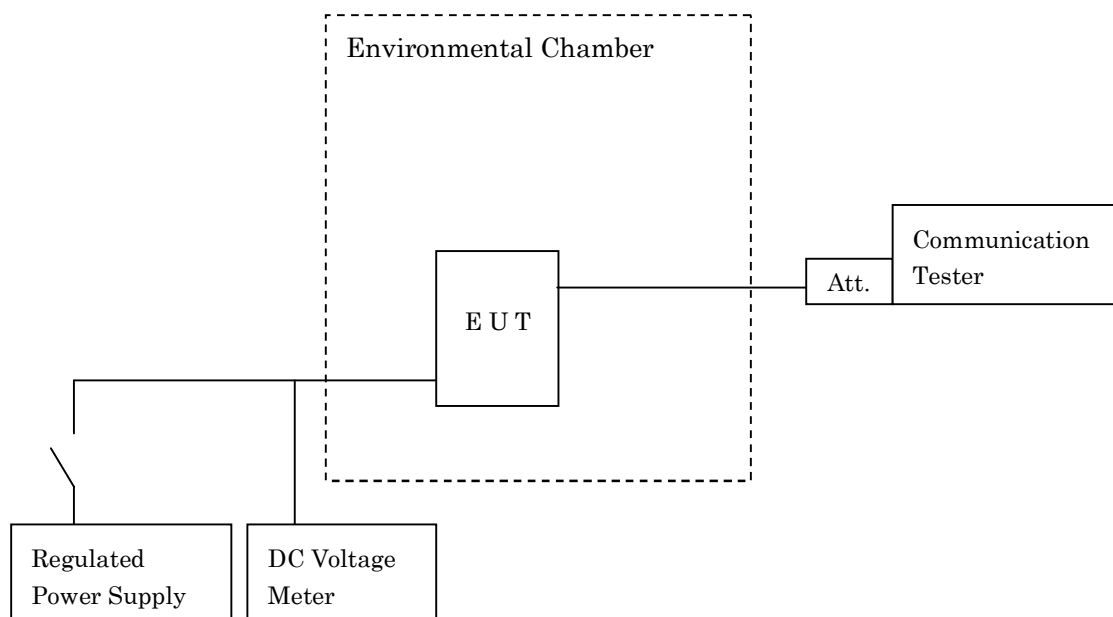 Environmental Chamber
Communication
Tester
Att.
E U T
Regulated
Power Supply
DC Voltage
Meter